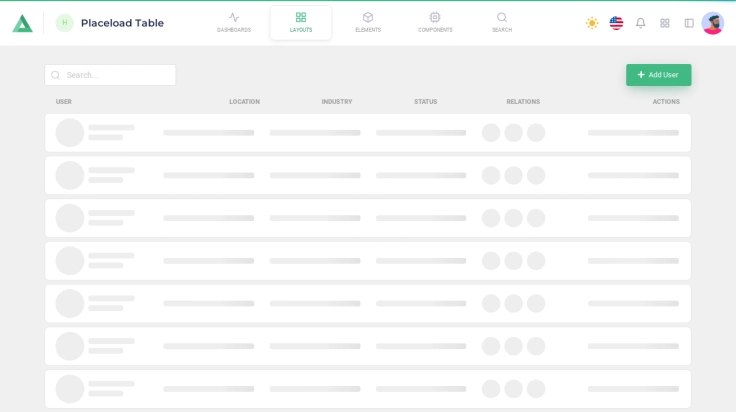 H
Placeload Table
DASHBOARDS
LAYOUTS
ELEMENTS
COMPONENTS
SEARCH
Search...
Add User
USER
LOCATION
INDUSTRY
STATUS
RELATIONS
ACTIONS